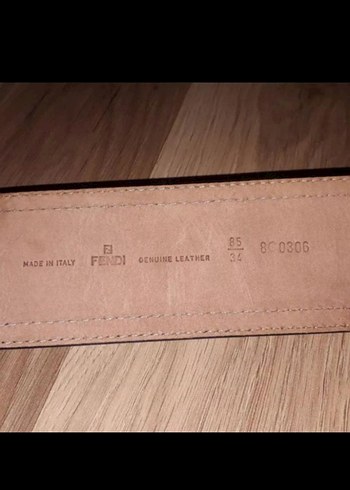 MADE IN ITALY
FENDI
GENUINE LEATHER
85
34
8C0306